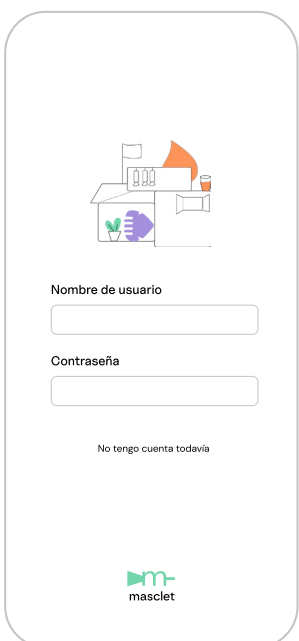 Nombre de usuario
Contraseña
No tengo cuenta todavía
m
masclet